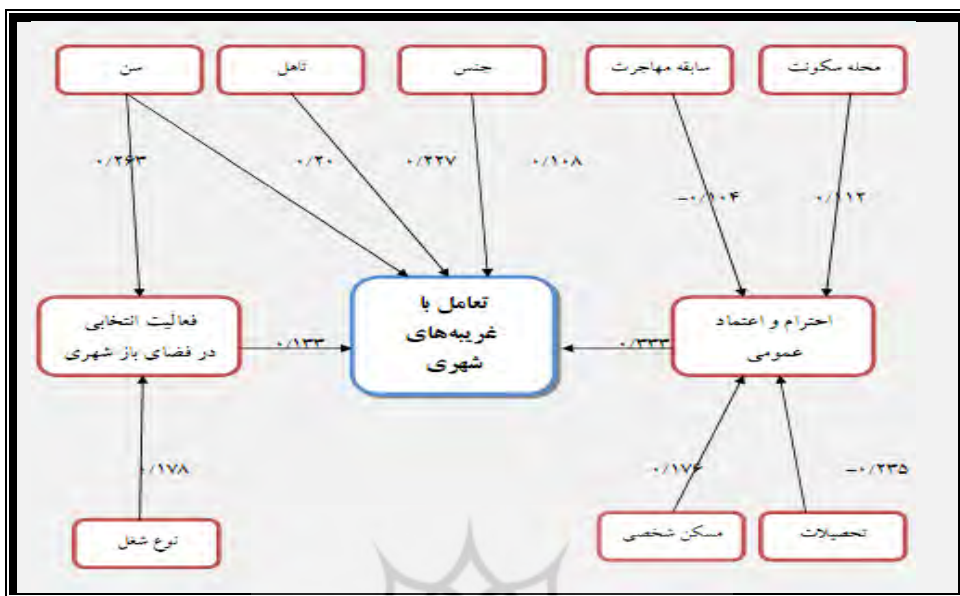 محله سکونت
سابقه مهاجرت
جنس
تاهل
سن
۰/۲۶۳
۰/۲۰
۰/۲۲۷
۰/۱۰۸
-۰/۱۰۴
۰/۱۱۲
احترام و اعتماد
عمومی
تعامل با
غریبه‌های
شهری
فعالیت انتخابی
در فضای باز شهری
۰/۳۳۳
۰/۱۳۳
-۰/۲۳۵
۰/۱۷۶
۰/۱۷۸
تحصیلات
مسکن شخصی
نوع شغل